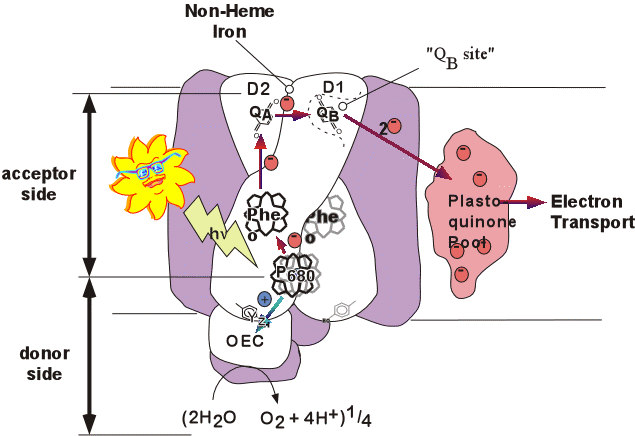 Non-Heme
Iron
"QB site"
D2
D1
QA
QB
-
-
2
-
acceptor
side
hν
Phe
Phe
o
-
o
P680
+
Plasto
quinone
Pool
-
-
-
-
-
Electron
Transport
Yz
OEC
donor
side
(2H2O
O2 + 4H+)1/4